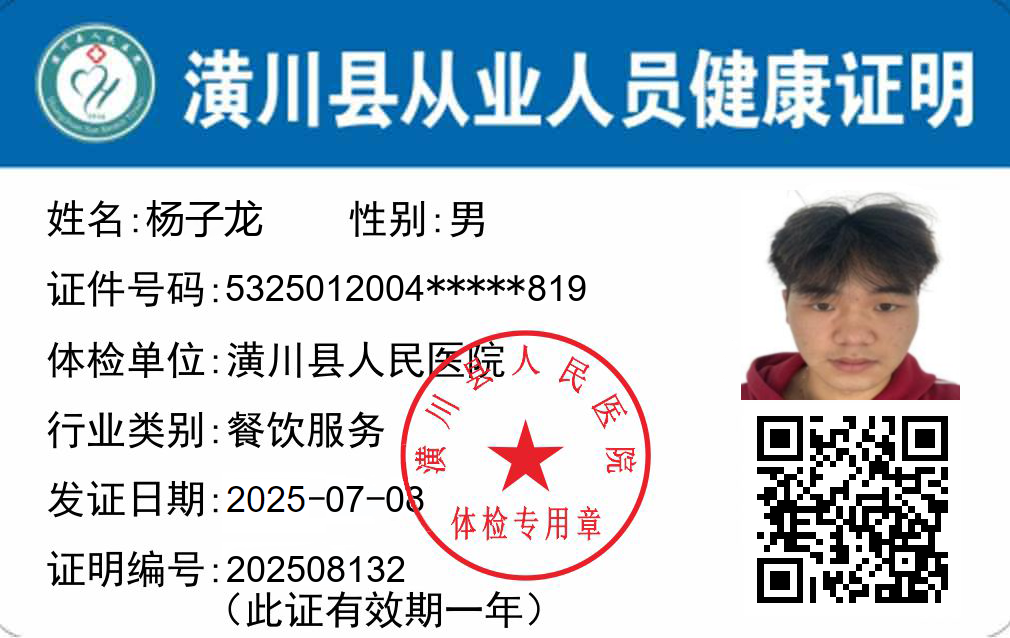 潢川县从业人员健康证明
姓名:杨子龙 性别:男
证件号码:5325012004*****819
体检单位:潢川县人民医院
行业类别:餐饮服务
发证日期:2025-07-08
证明编号:202508132
(此证有效期一年)
潢川县人民医院
体检专用章